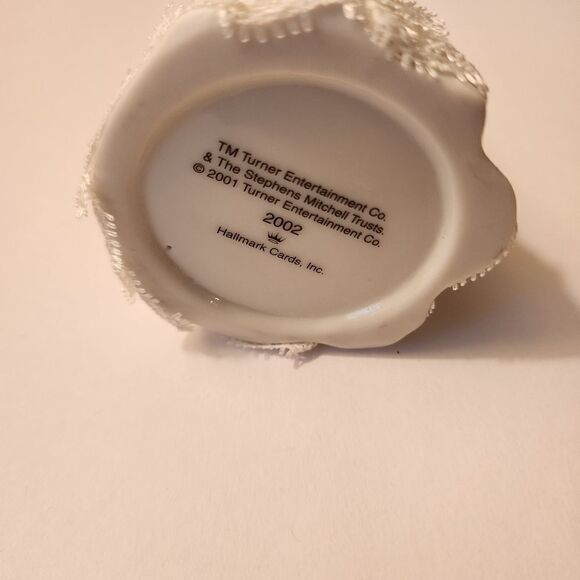 TM Turner Entertainment Co.
& The Stephens Mitchell Trusts.
© 2001 Turner Entertainment Co.
2002
Hallmark Cards, Inc.